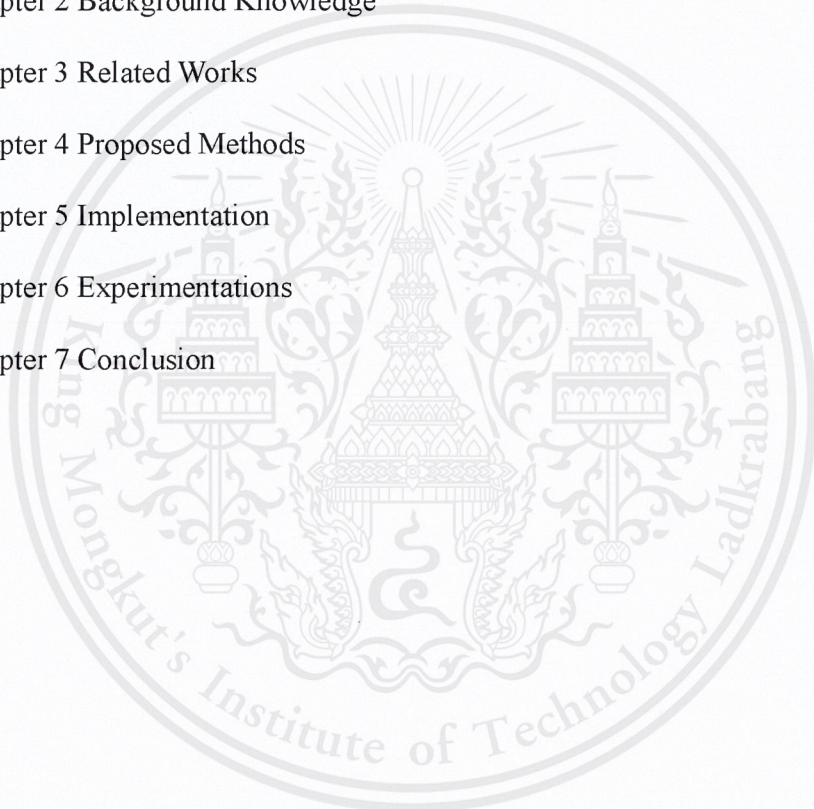 pter 2 Background Knowledge
pter 3 Related Works
pter 4 Proposed Methods
pter 5 Implementation
pter 6 Experimentations
pter 7 Conclusion
King Mongkut's Institute of Technology Ladkrabang